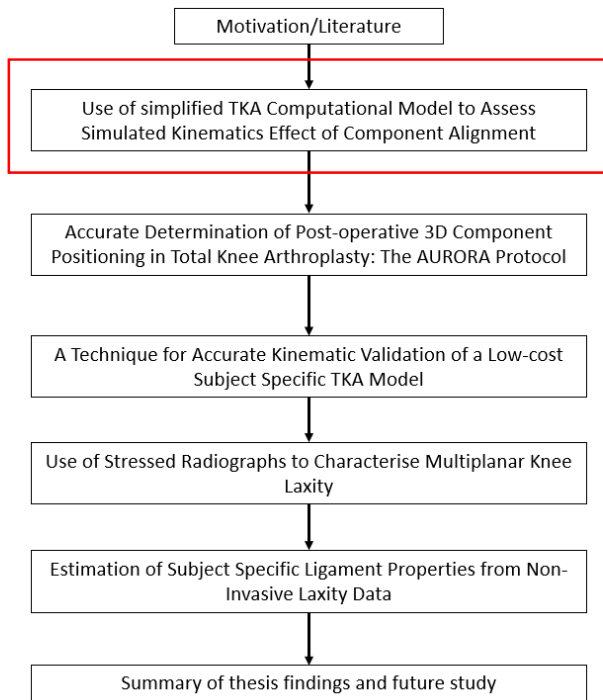 Motivation/Literature
Use of simplified TKA Computational Model to Assess
Simulated Kinematics Effect of Component Alignment
Accurate Determination of Post-operative 3D Component
Positioning in Total Knee Arthroplasty: The AURORA Protocol
A Technique for Accurate Kinematic Validation of a Low-cost
Subject Specific TKA Model
Use of Stressed Radiographs to Characterise Multiplanar Knee
Laxity
Estimation of Subject Specific Ligament Properties from Non-
Invasive Laxity Data
Summary of thesis findings and future study